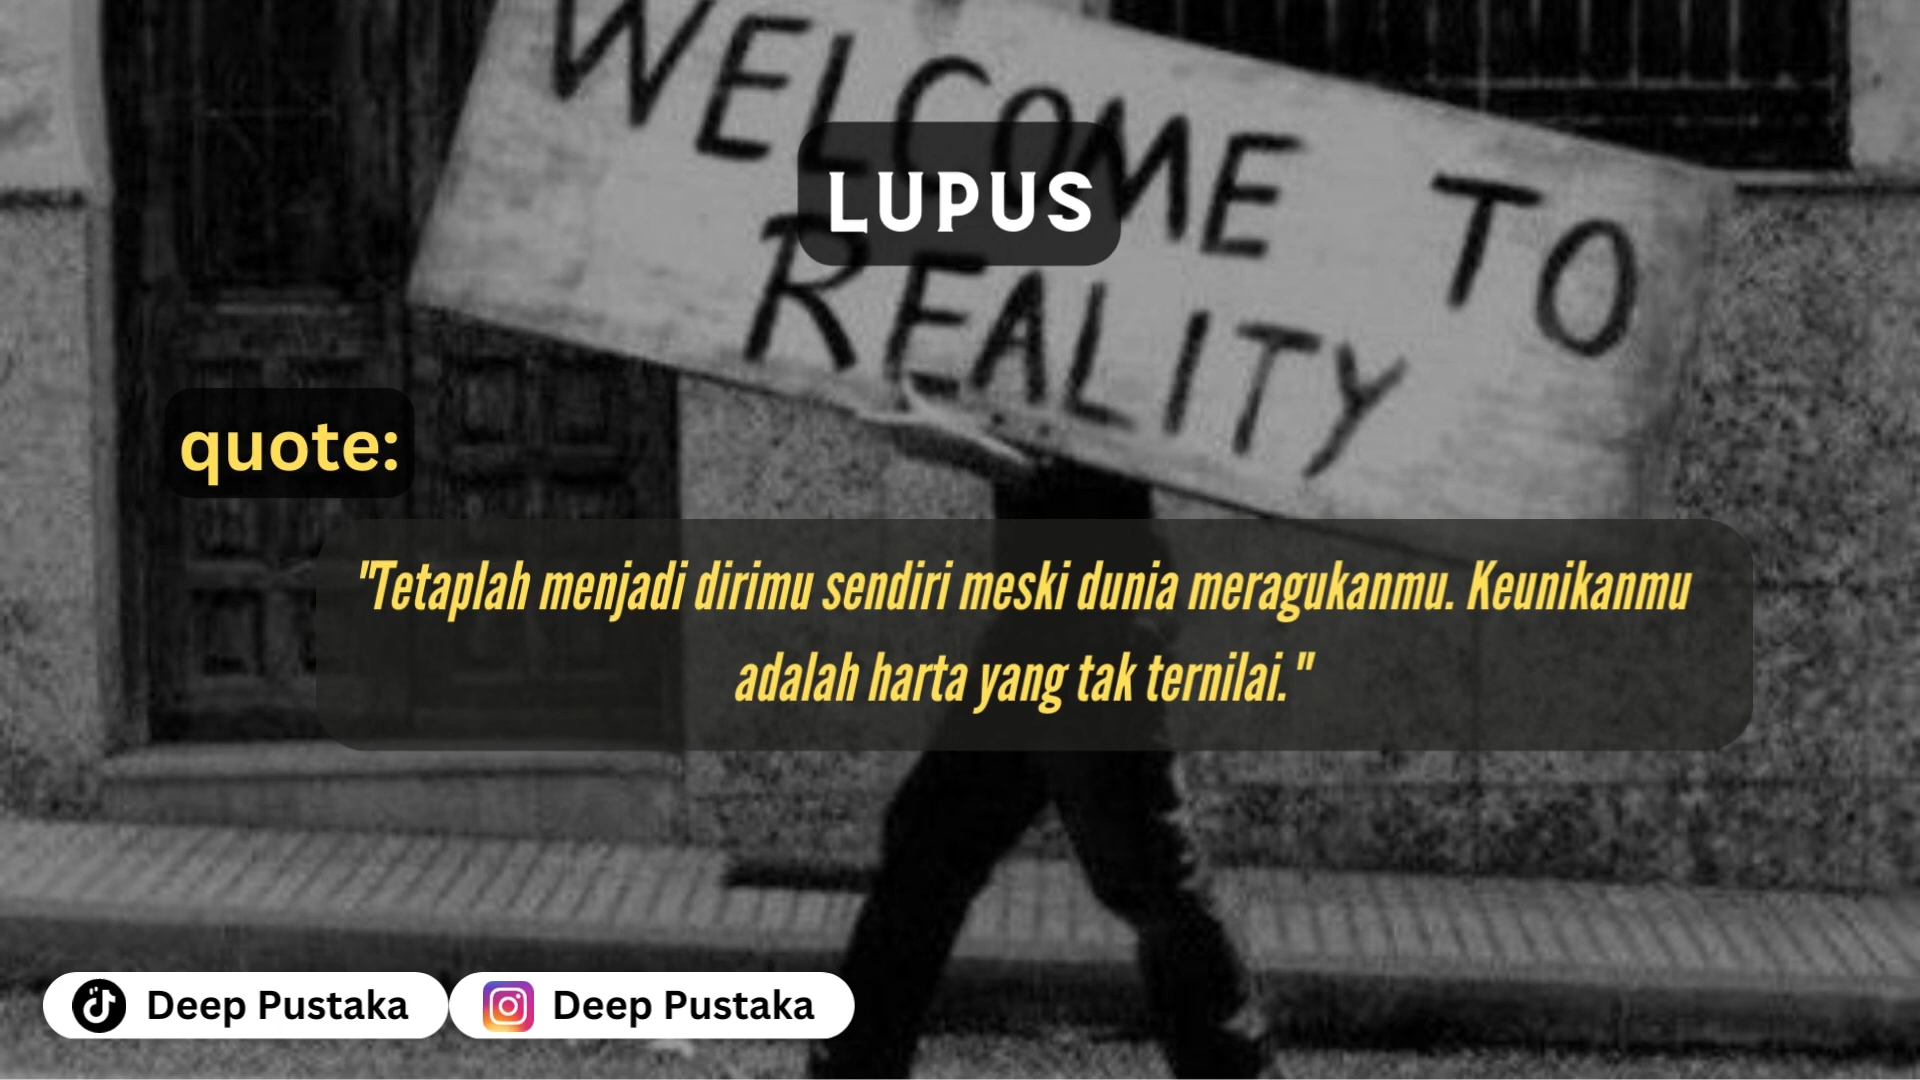 WELCOME TO
REALITY
LUPUS
quote:
"Tetaplah menjadi dirimu sendiri meski dunia meragukanmu. Keunikanmu
adalah harta yang tak ternilai."
Deep Pustaka
Deep Pustaka